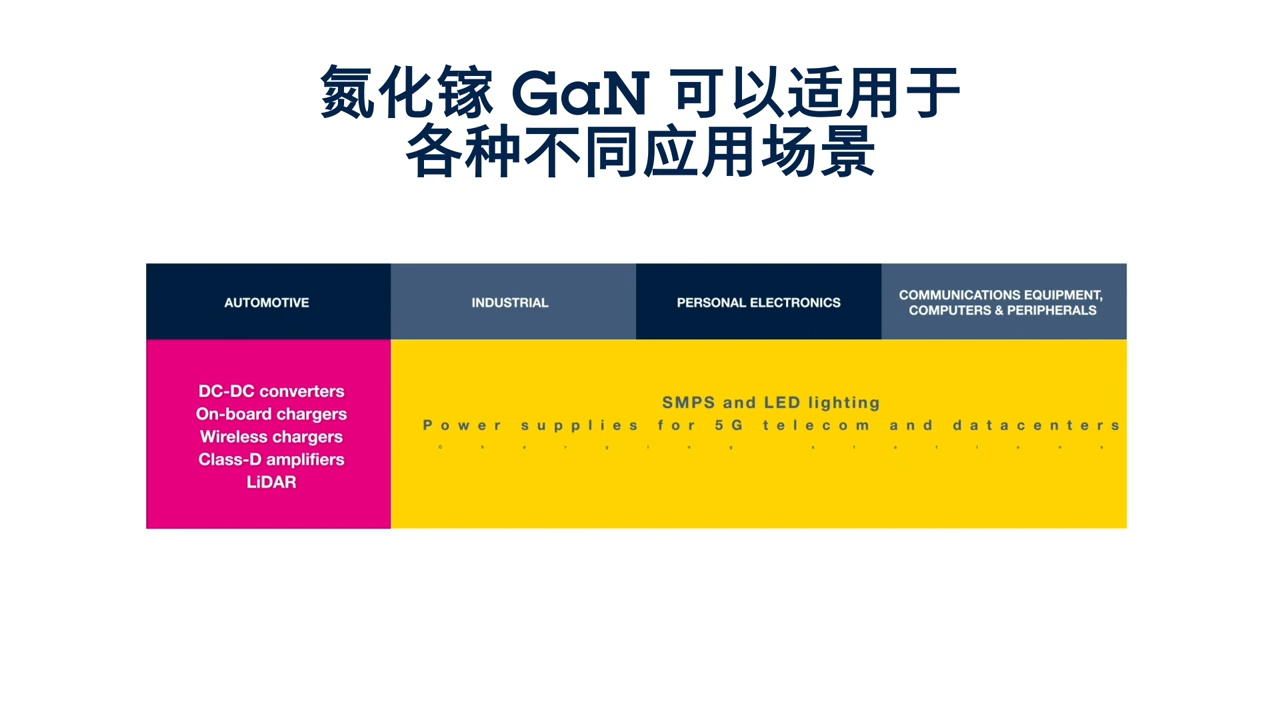 氮化镓 GaN 可以适用于
各种不同应用场景
AUTOMOTIVE
INDUSTRIAL
PERSONAL ELECTRONICS
COMMUNICATIONS EQUIPMENT,
COMPUTERS & PERIPHERALS
DC-DC converters
On-board chargers
Wireless chargers
Class-D amplifiers
LiDAR
SMPS and LED lighting
Power supplies for 5G telecom and datacenters